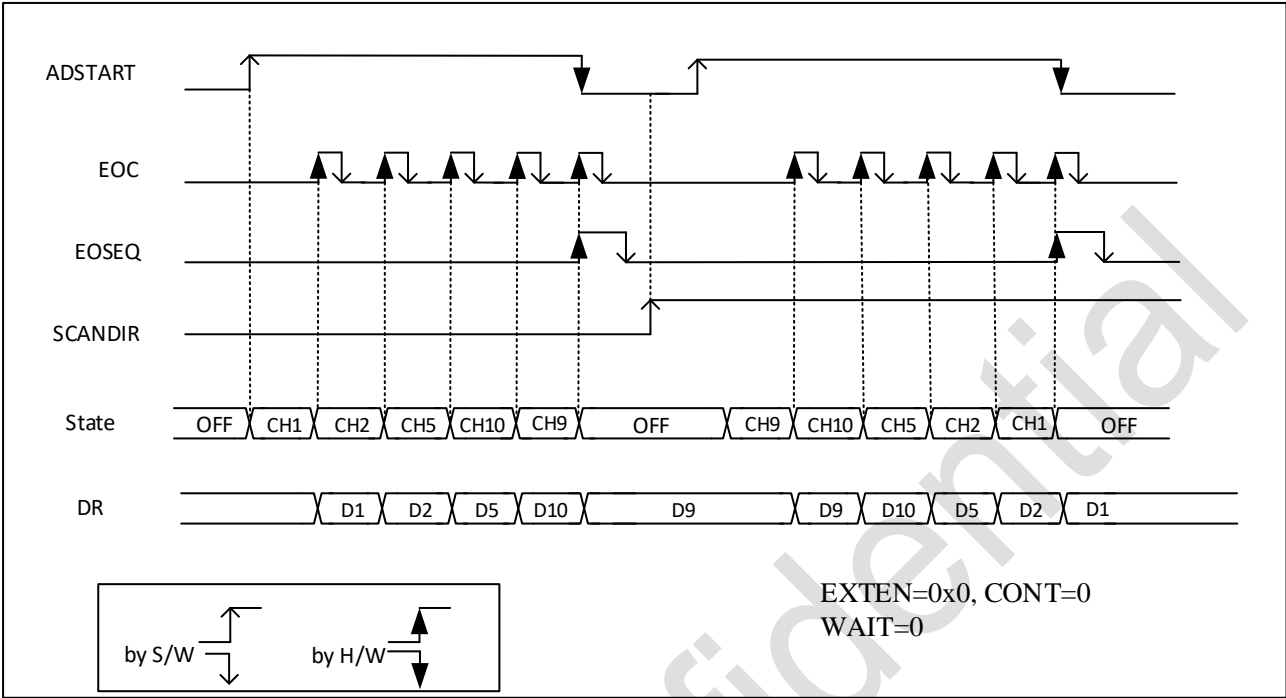 ADSTART
EOC
EOSEQ
SCANDIR
State OFF CH1 CH2 CH5 CH10 CH9 OFF CH9 CH10 CH5 CH2 CH1 OFF
DR D1 D2 D5 D10 D9 D9 D10 D5 D2 D1
by S/W by H/W
EXTEN=0x0, CONT=0
WAIT=0
fidential